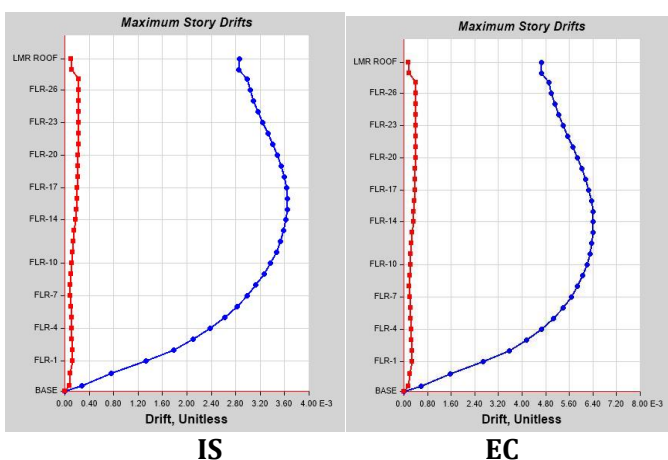 Maximum Story Drifts
LMR ROOF
FLR-26
FLR-23
FLR-20
FLR-17
FLR-14
FLR-10
FLR-7
FLR-4
FLR-1
BASE
0.00 0.40 0.80 1.20 1.60 2.00 2.40 2.80 3.20 3.60 4.00 E-3
Drift, Unitless
IS
Maximum Story Drifts
LMR ROOF
FLR-26
FLR-23
FLR-20
FLR-17
FLR-14
FLR-10
FLR-7
FLR-4
FLR-1
BASE
0.00 0.80 1.60 2.40 3.20 4.00 4.80 5.60 6.40 7.20 8.00 E-3
Drift, Unitless
EC